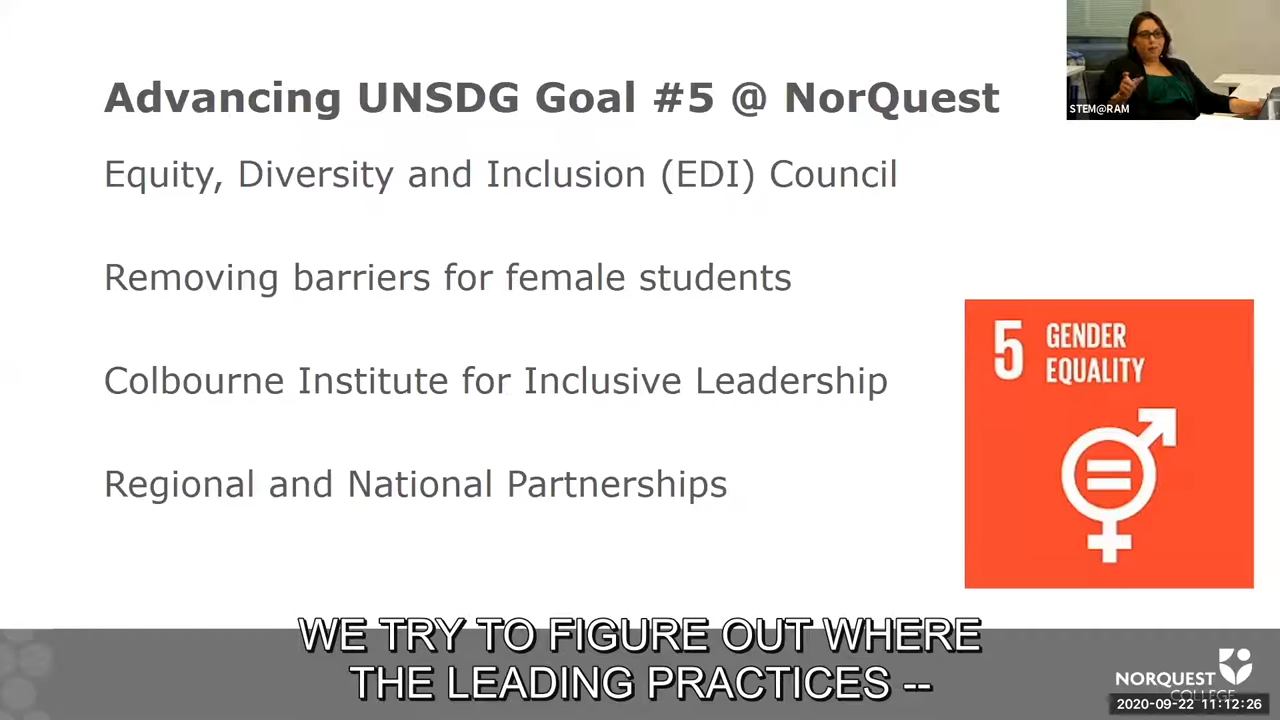 Advancing UNSDG Goal #5 @ NorQuest
STEM@RAM
Equity, Diversity and Inclusion (EDI) Council
Removing barriers for female students
Colbourne Institute for Inclusive Leadership
Regional and National Partnerships
5 GENDER
EQUALITY
WE TRY TO FIGURE OUT WHERE
THE LEADING PRACTICES --
NORQUEST
COLLEGE
2020-09-22 11:12:26